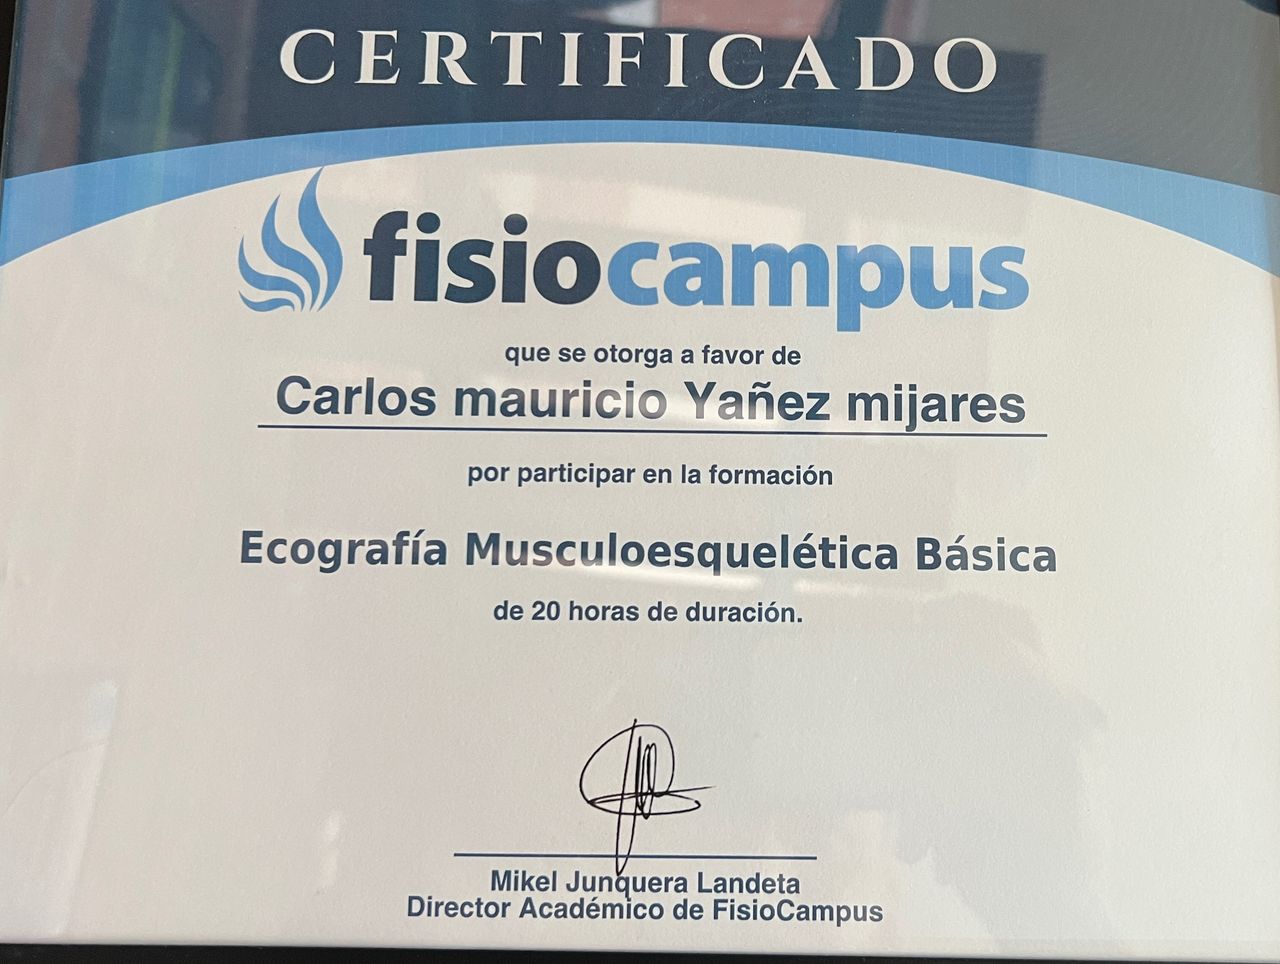 CERTIFICADO
fisiocampus
que se otorga a favor de
Carlos mauricio Yañez mijares
por participar en la formación
Ecografía Musculoesquelética Básica
de 20 horas de duración.
Mikel Junquera Landeta
Director Académico de FisioCampus